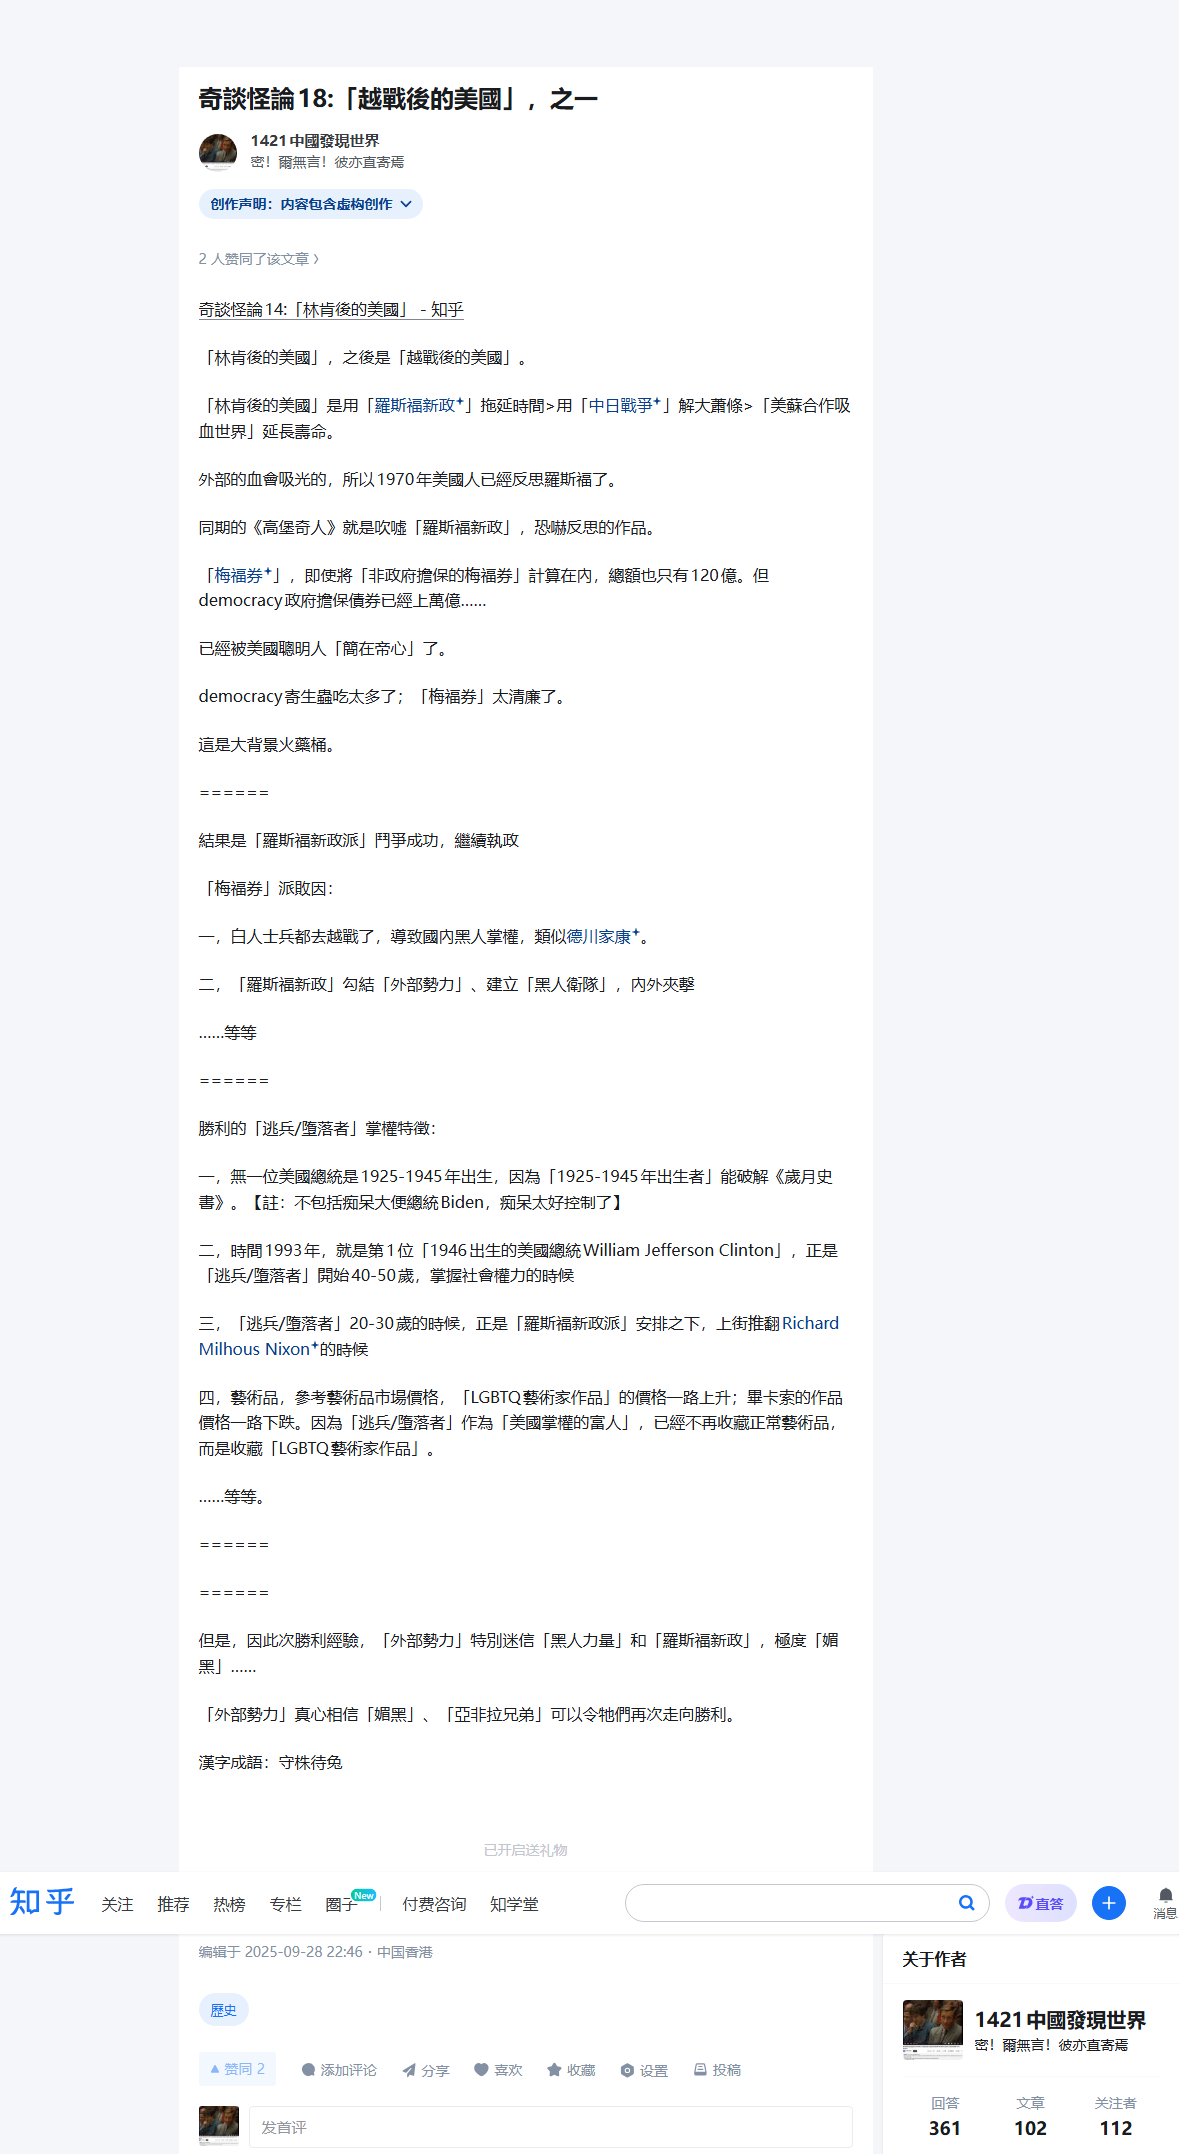 奇談怪論18:「越戰後的美國」，之一
1421中國發現世界
密！爾無言！彼亦直寄焉
创作声明：内容包含虚构创作
2 人赞同了该文章
奇談怪論14:「林肯後的美國」 - 知乎
「林肯後的美國」，之後是「越戰後的美國」。
「林肯後的美國」是用「羅斯福新政」拖延時間>用「中日戰爭」解大蕭條>「美蘇合作吸
血世界」延長壽命。
外部的血會吸光的，所以1970年美國人已經反思羅斯福了。
同期的《高堡奇人》就是吹噓「羅斯福新政」，恐嚇反思的作品。
「梅福券」，即使將「非政府擔保的梅福券」計算在內，總額也只有120億。但
democracy政府擔保債券已經上萬億……
已經被美國聰明人「簡在帝心」了。
democracy寄生蟲吃太多了；「梅福券」太清廉了。
這是大背景火藥桶。
======
結果是「羅斯福新政派」鬥爭成功，繼續執政
「梅福券」派敗因：
一，白人士兵都去越戰了，導致國內黑人掌權，類似德川家康。
二，「羅斯福新政」勾結「外部勢力」、建立「黑人衛隊」，內外夾擊
……等等
======
勝利的「逃兵/墮落者」掌權特徵：
一，無一位美國總統是1925-1945年出生，因為「1925-1945年出生者」能破解《歲月史
書》。【註：不包括痴呆大便總統Biden，痴呆太好控制了】
二，時間1993年，就是第1位「1946出生的美國總統William Jefferson Clinton」，正是
「逃兵/墮落者」開始40-50歲，掌握社會權力的時候
三，「逃兵/墮落者」20-30歲的時候，正是「羅斯福新政派」安排之下，上街推翻Richard
Milhous Nixon的時候
四，藝術品，參考藝術品市場價格，「LGBTQ藝術家作品」的價格一路上升；畢卡索的作品
價格一路下跌。因為「逃兵/墮落者」作為「美國掌權的富人」，已經不再收藏正常藝術品，
而是收藏「LGBTQ藝術家作品」。
……等等。
======
======
但是，因此次勝利經驗，「外部勢力」特別迷信「黑人力量」和「羅斯福新政」，極度「媚
黑」……
「外部勢力」真心相信「媚黑」、「亞非拉兄弟」可以令牠們再次走向勝利。
漢字成語：守株待兔
已开启送礼物
知乎 关注 推荐 热榜 专栏 圈子 New 付费咨询 知学堂 直答 消息
编辑于 2025-09-28 22:46・中国香港
歷史
赞同 2 添加评论 分享 喜欢 收藏 设置 投稿
发首评
关于作者
1421中國發現世界
密！爾無言！彼亦直寄焉
回答 文章 关注者
361 102 112